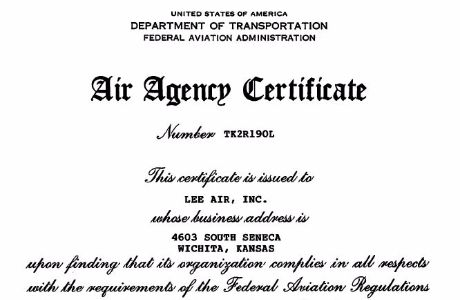 UNITED STATES OF AMERICA
DEPARTMENT OF TRANSPORTATION
FEDERAL AVIATION ADMINISTRATION
Air Agency Certificate
Number TK2R190L
This certificate is issued to
LEE AIR, INC.
whose business address is
4603 SOUTH SENECA
WICHITA, KANSAS
upon finding that its organization complies in all respects
with the requirements of the Federal Aviation Regulations